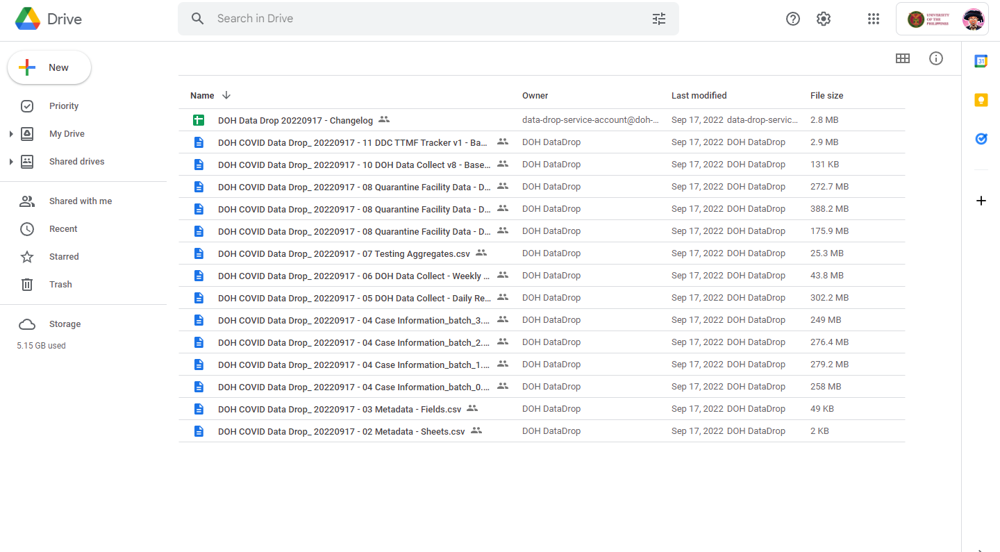 Drive
Search in Drive
UNIVERSITY
OF THE
PHILIPPINES
New
Priority
My Drive
Shared drives
Shared with me
Recent
Starred
Trash
Storage
5.15 GB used
Name Owner Last modified File size
DOH Data Drop 20220917 - Changelog data-drop-service-account@doh-... Sep 17, 2022 data-drop-servic... 2.8 MB
DOH COVID Data Drop_ 20220917 - 11 DDC TTMF Tracker v1 - Ba... DOH DataDrop Sep 17, 2022 DOH DataDrop 2.9 MB
DOH COVID Data Drop_ 20220917 - 10 DOH Data Collect v8 - Base... DOH DataDrop Sep 17, 2022 DOH DataDrop 131 KB
DOH COVID Data Drop_ 20220917 - 08 Quarantine Facility Data - D... DOH DataDrop Sep 17, 2022 DOH DataDrop 272.7 MB
DOH COVID Data Drop_ 20220917 - 08 Quarantine Facility Data - D... DOH DataDrop Sep 17, 2022 DOH DataDrop 388.2 MB
DOH COVID Data Drop_ 20220917 - 08 Quarantine Facility Data - D... DOH DataDrop Sep 17, 2022 DOH DataDrop 175.9 MB
DOH COVID Data Drop_ 20220917 - 07 Testing Aggregates.csv DOH DataDrop Sep 17, 2022 DOH DataDrop 25.3 MB
DOH COVID Data Drop_ 20220917 - 06 DOH Data Collect - Weekly ... DOH DataDrop Sep 17, 2022 DOH DataDrop 43.8 MB
DOH COVID Data Drop_ 20220917 - 05 DOH Data Collect - Daily Re... DOH DataDrop Sep 17, 2022 DOH DataDrop 302.2 MB
DOH COVID Data Drop_ 20220917 - 04 Case Information_batch_3.... DOH DataDrop Sep 17, 2022 DOH DataDrop 249 MB
DOH COVID Data Drop_ 20220917 - 04 Case Information_batch_2.... DOH DataDrop Sep 17, 2022 DOH DataDrop 276.4 MB
DOH COVID Data Drop_ 20220917 - 04 Case Information_batch_1.... DOH DataDrop Sep 17, 2022 DOH DataDrop 279.2 MB
DOH COVID Data Drop_ 20220917 - 04 Case Information_batch_0.... DOH DataDrop Sep 17, 2022 DOH DataDrop 258 MB
DOH COVID Data Drop_ 20220917 - 03 Metadata - Fields.csv DOH DataDrop Sep 17, 2022 DOH DataDrop 49 KB
DOH COVID Data Drop_ 20220917 - 02 Metadata - Sheets.csv DOH DataDrop Sep 17, 2022 DOH DataDrop 2 KB
31